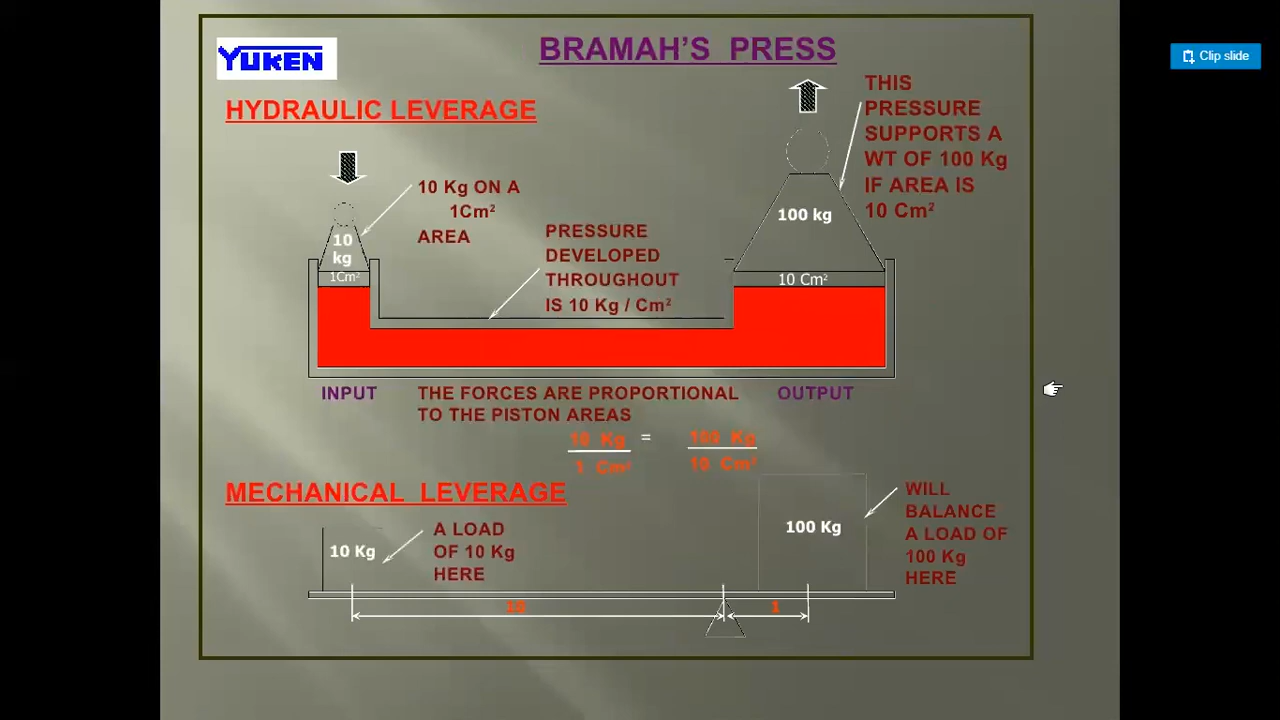 YUKEN
BRAMAH'S PRESS
HYDRAULIC LEVERAGE
Clip slide
THIS
PRESSURE
SUPPORTS A
WT OF 100 Kg
IF AREA IS
10 Cm²
10 Kg ON A
1Cm²
AREA
PRESSURE
DEVELOPED
THROUGHOUT
IS 10 Kg / Cm²
10
kg
1Cm²
100 kg
10 Cm²
INPUT
THE FORCES ARE PROPORTIONAL
TO THE PISTON AREAS
OUTPUT
10 Kg = 100 Kg
1 Cm² 10 Cm²
MECHANICAL LEVERAGE
10 Kg
A LOAD
OF 10 Kg
HERE
100 Kg
WILL
BALANCE
A LOAD OF
100 Kg
HERE
10
1